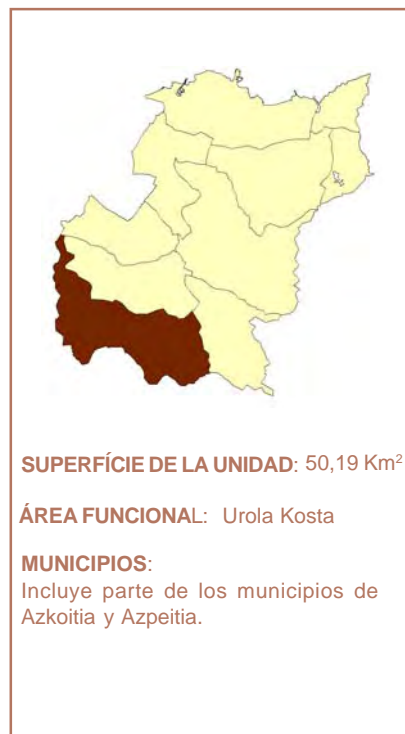 SUPERFÍCIE DE LA UNIDAD: 50,19 Km²
ÁREA FUNCIONAL: Urola Kosta
MUNICIPIOS:
Incluye parte de los municipios de
Azkoitia y Azpeitia.